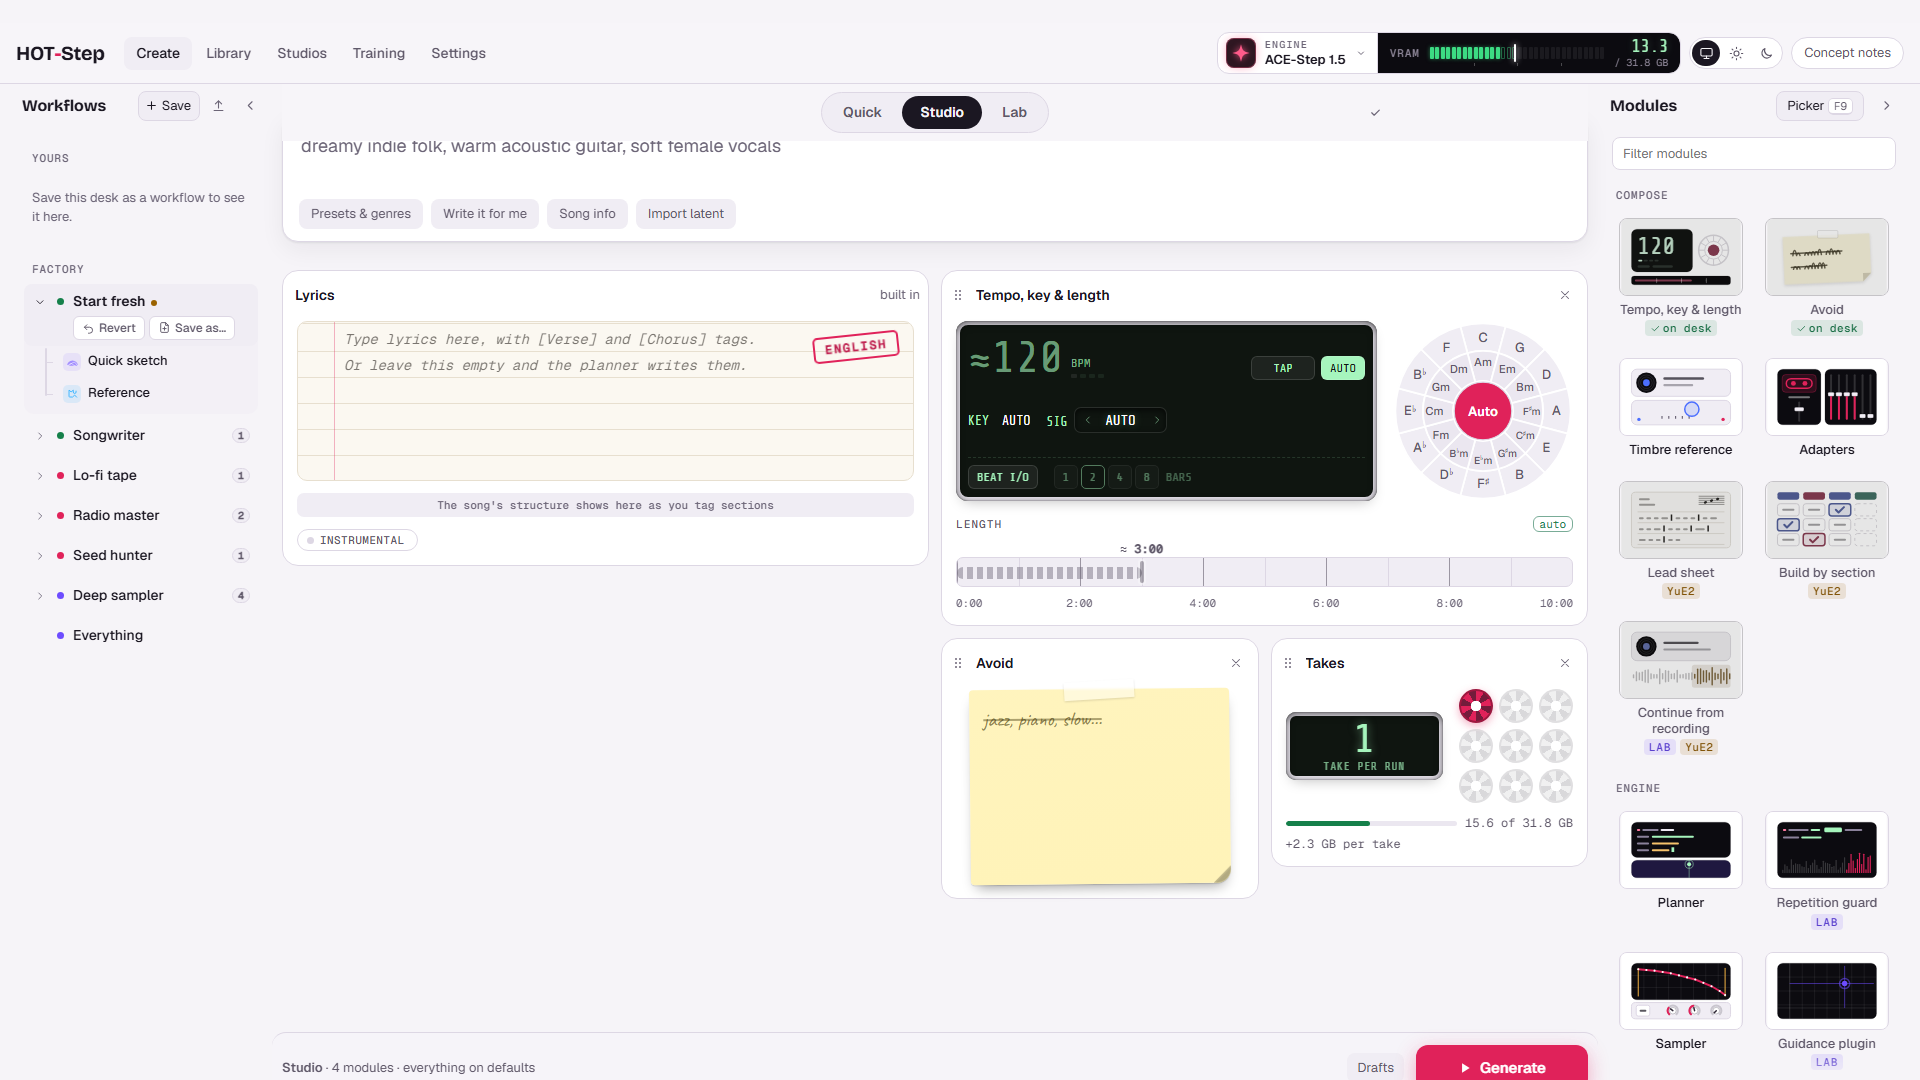 HOT-Step
Create
Library
Studios
Training
Settings
ENGINE
ACE-Step 1.5
VRAM
13.3
/ 31.8 GB
Concept notes
Workflows
+ Save
YOURS
Save this desk as a workflow to see
it here.
FACTORY
Start fresh
Revert
Save as...
Quick sketch
Reference
Songwriter 1
Lo-fi tape 1
Radio master 2
Seed hunter 1
Deep sampler 4
Everything
Quick
Studio
Lab
dreamy indie folk, warm acoustic guitar, soft female vocals
Presets & genres
Write it for me
Song info
Import latent
Lyrics
built in
Type lyrics here, with [Verse] and [Chorus] tags.
Or leave this empty and the planner writes them.
ENGLISH
The song's structure shows here as you tag sections
INSTRUMENTAL
Tempo, key & length
≈120 BPM
TAP
AUTO
KEY AUTO SIG AUTO
BEAT I/O 1 2 4 8 BARS
C
G
D
A
E
B
F♯
D♭
A♭
E♭
B♭
F
Am
Em
Bm
F♯m
C♯m
G♯m
E♭m
B♭m
Fm
Cm
Gm
Dm
Auto
LENGTH
auto
≈ 3:00
0:00 2:00 4:00 6:00 8:00 10:00
Avoid
jazz, piano, slow...
Takes
1
TAKE PER RUN
15.6 of 31.8 GB
+2.3 GB per take
Studio · 4 modules · everything on defaults
Drafts
Generate
Modules
Picker F9
Filter modules
COMPOSE
120
Tempo, key & length
on desk
Avoid
on desk
Timbre reference
Adapters
Lead sheet
YuE2
Build by section
YuE2
Continue from
recording
LAB YuE2
ENGINE
Planner
Repetition guard
LAB
Sampler
Guidance plugin
LAB